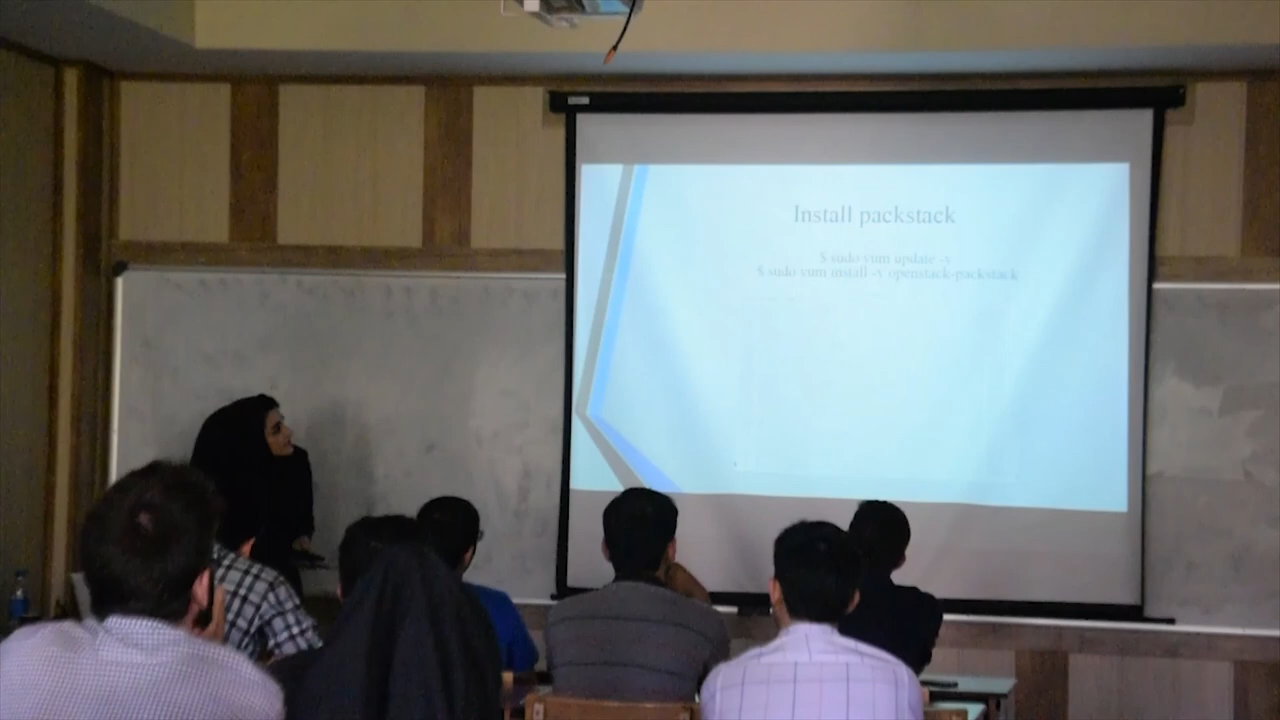 Install packstack
$ sudo yum update -y
$ sudo yum install -y openstack-packstack